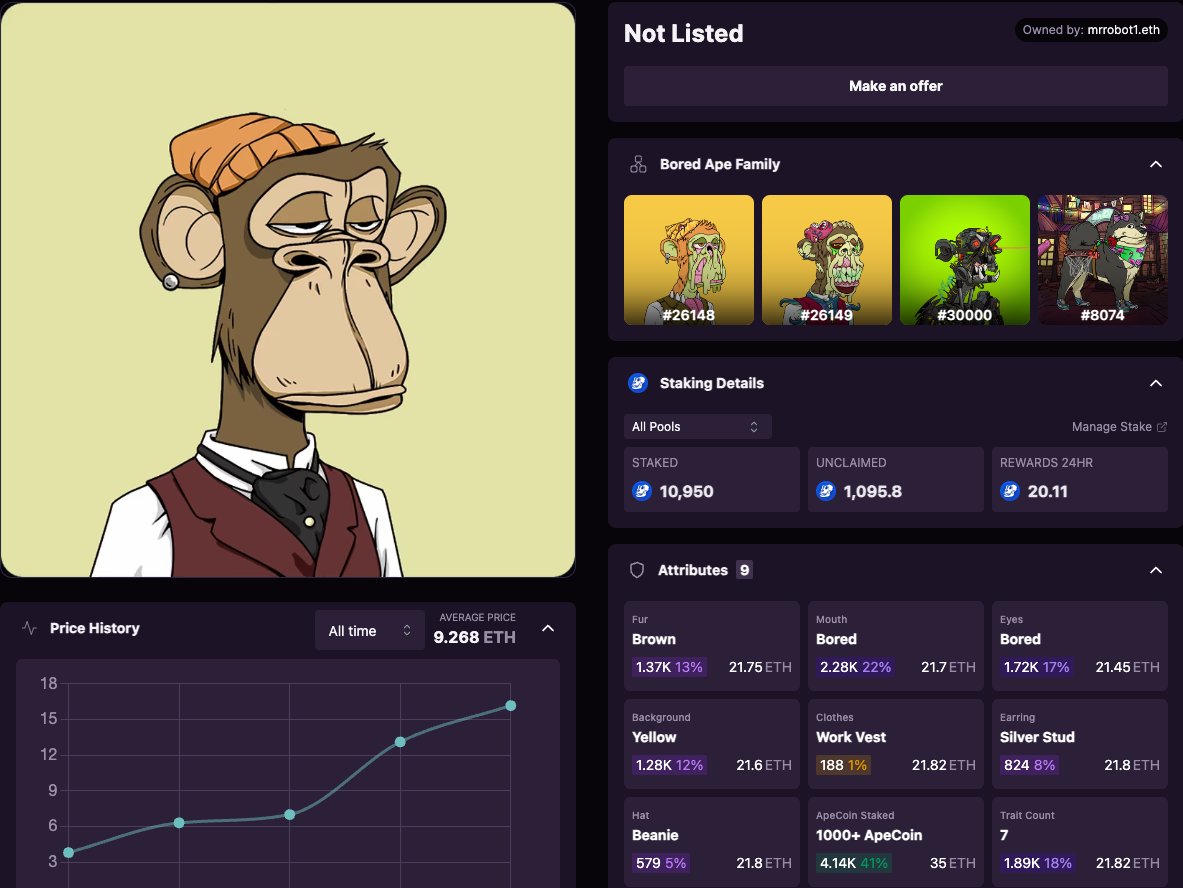 Not Listed
Owned by: mrrobot1.eth
Make an offer
Bored Ape Family
#26148
#26149
#30000
#8074
Staking Details
All Pools
Manage Stake
STAKED
10,950
UNCLAIMED
1,095.8
REWARDS 24HR
20.11
Attributes 9
Fur
Brown
1.37K 13% 21.75 ETH
Mouth
Bored
2.28K 22% 21.7 ETH
Eyes
Bored
1.72K 17% 21.45 ETH
Background
Yellow
1.28K 12% 21.6 ETH
Clothes
Work Vest
188 1% 21.82 ETH
Earring
Silver Stud
824 8% 21.8 ETH
Hat
Beanie
579 5% 21.8 ETH
ApeCoin Staked
1000+ ApeCoin
4.14K 41% 35 ETH
Trait Count
7
1.89K 18% 21.82 ETH
Price History
All time
AVERAGE PRICE
9.268 ETH
18
15
12
9
6
3